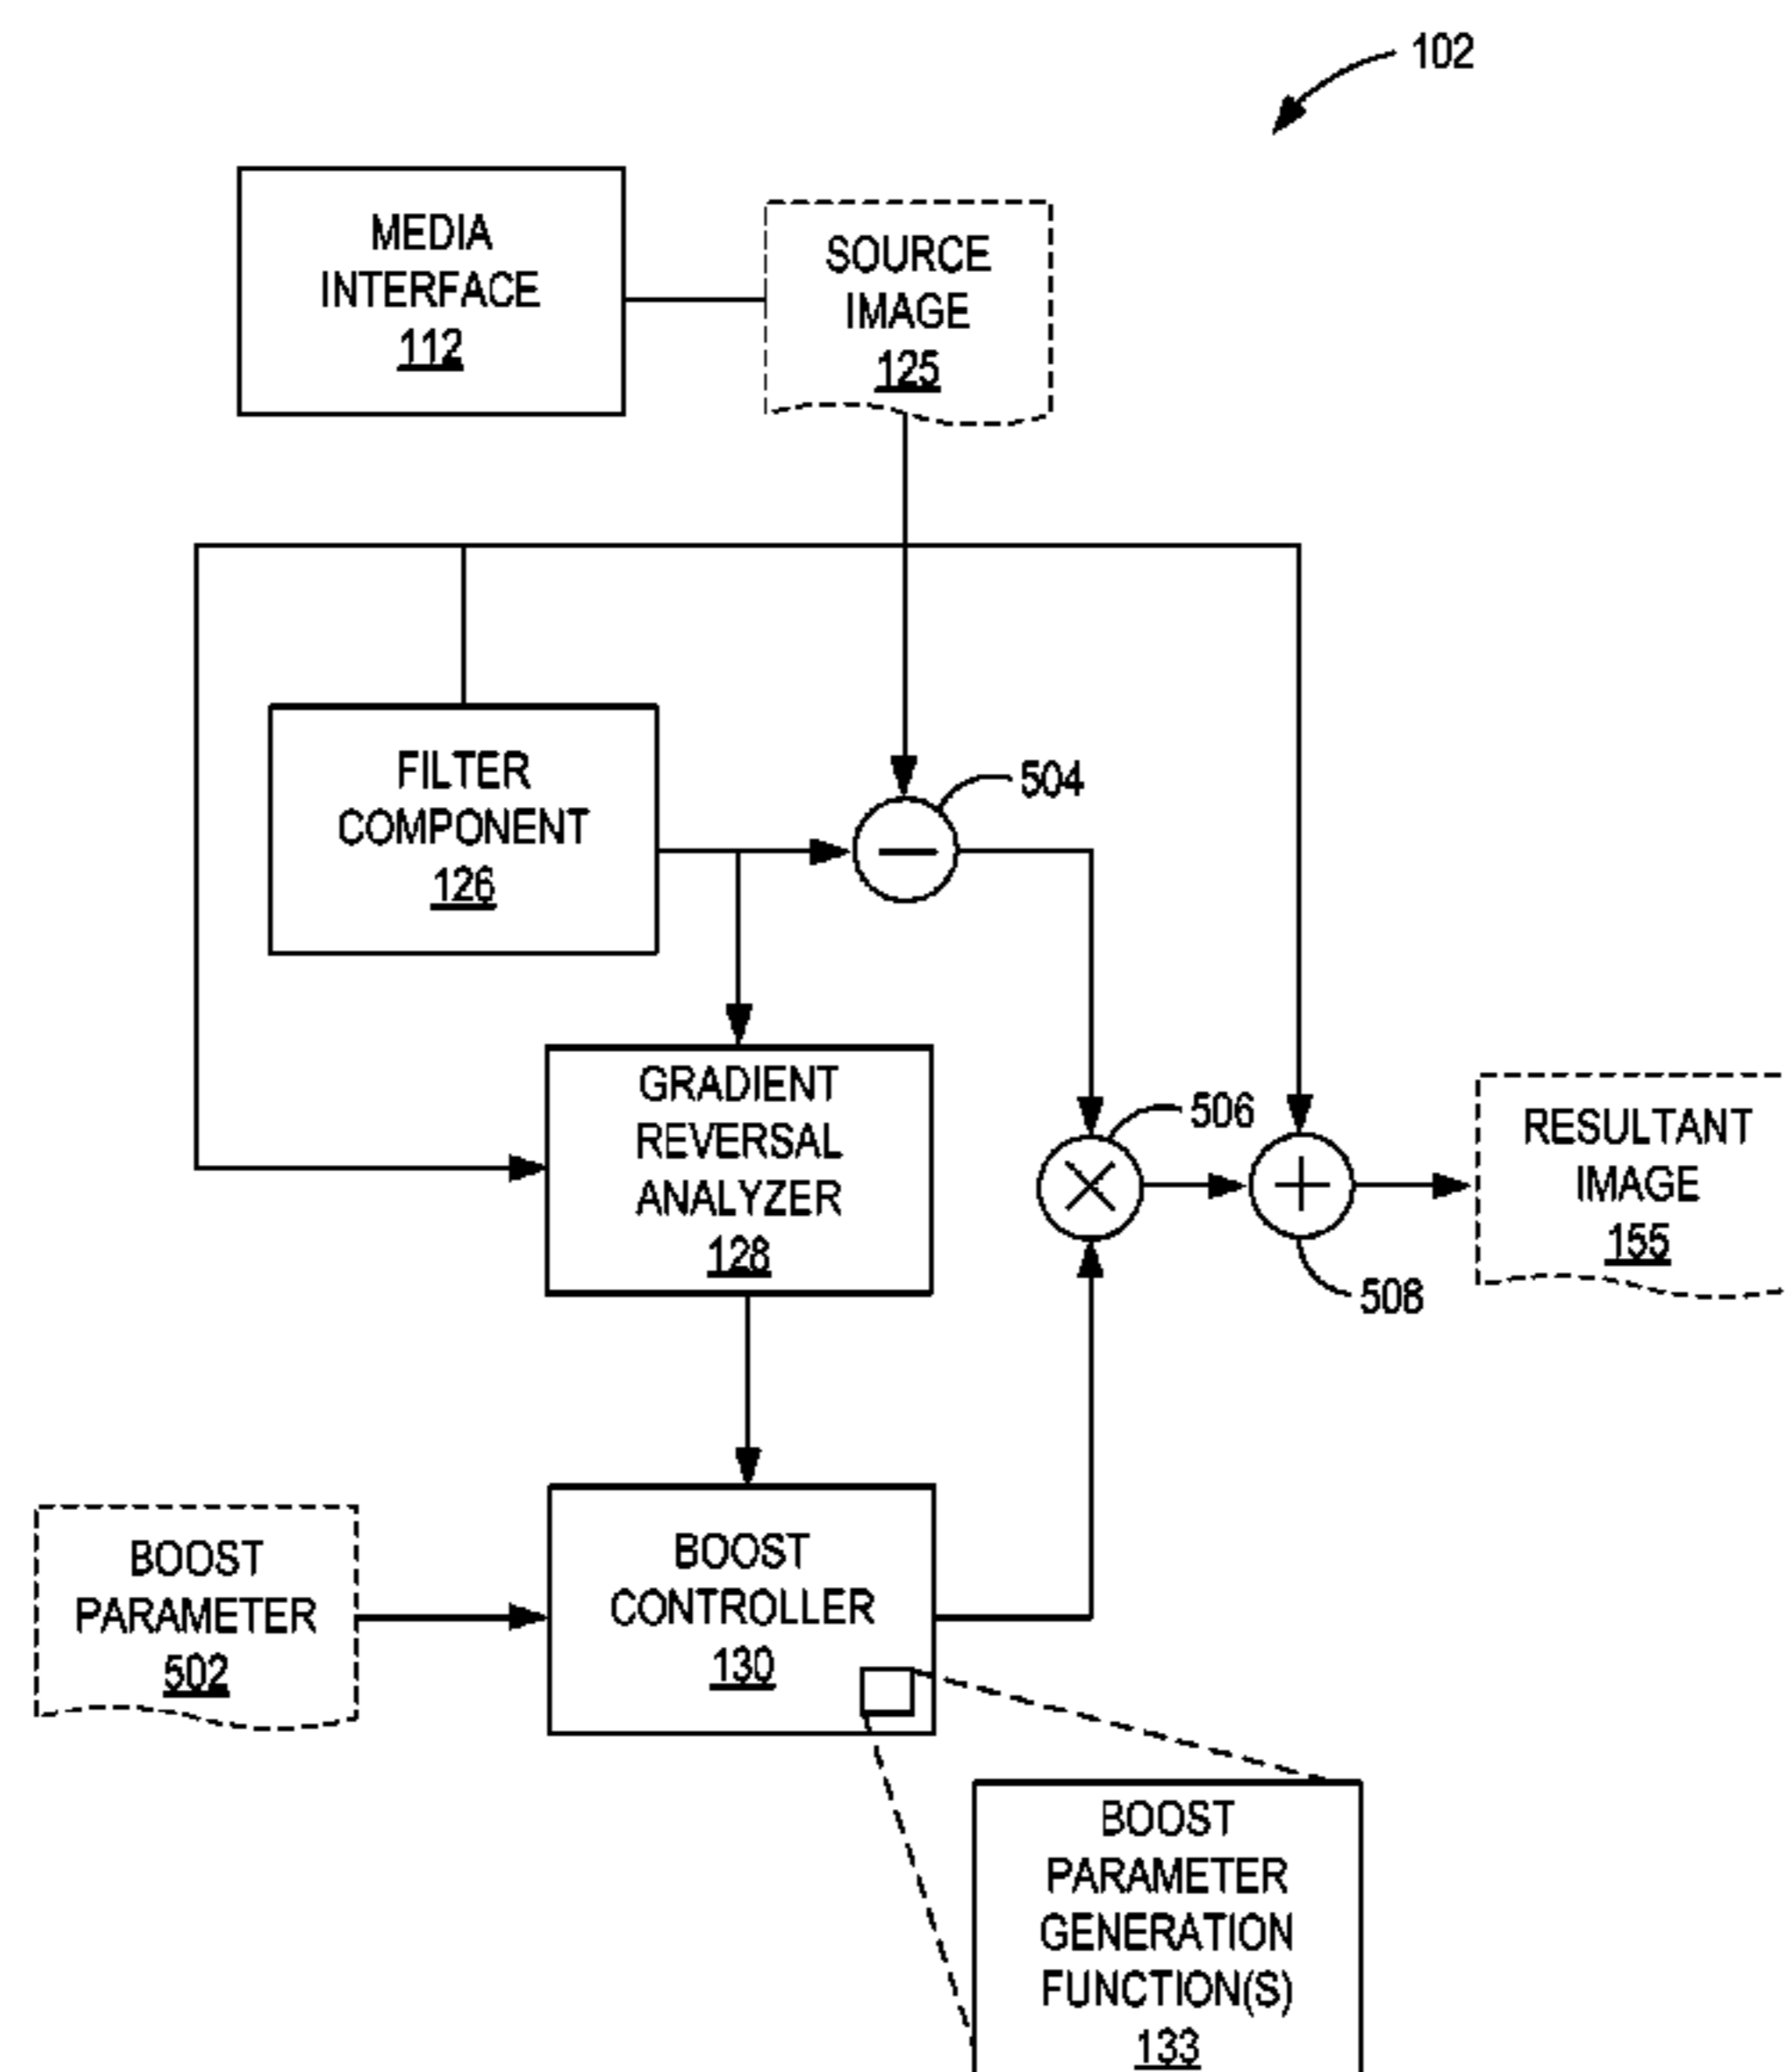 102
MEDIA
INTERFACE
112
SOURCE
IMAGE
125
FILTER
COMPONENT
126
504
GRADIENT
REVERSAL
ANALYZER
128
506
508
RESULTANT
IMAGE
155
BOOST
PARAMETER
502
BOOST
CONTROLLER
130
BOOST
PARAMETER
GENERATION
FUNCTION(S)
133